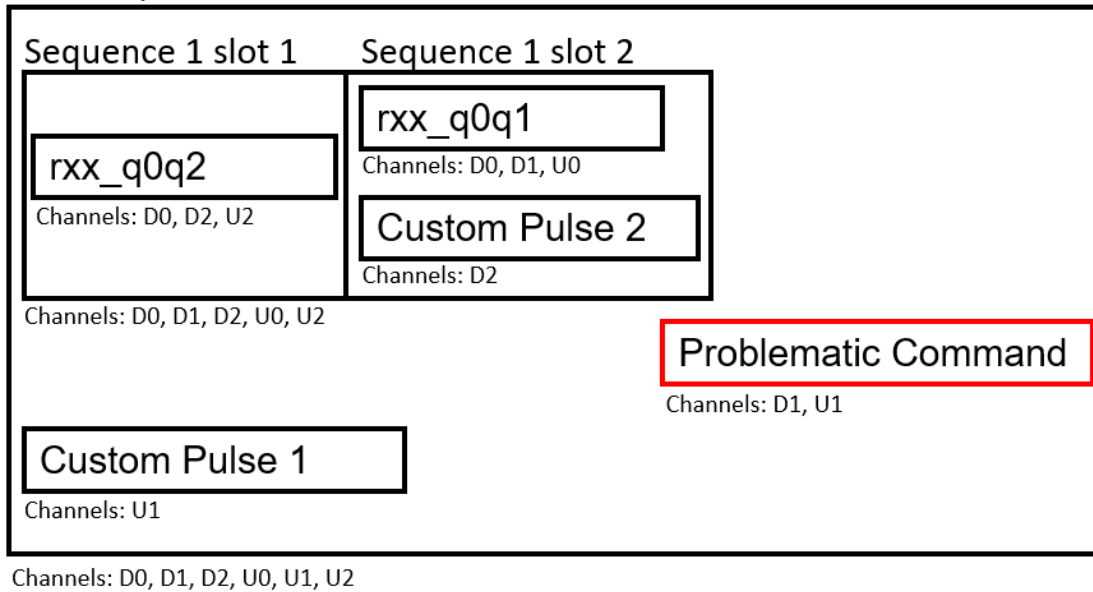 Sequence 1 slot 1
Sequence 1 slot 2
rxx_q0q1
Channels: D0, D1, U0
rxx_q0q2
Channels: D0, D2, U2
Custom Pulse 2
Channels: D2
Channels: D0, D1, D2, U0, U2
Problematic Command
Channels: D1, U1
Custom Pulse 1
Channels: U1
Channels: D0, D1, D2, U0, U1, U2